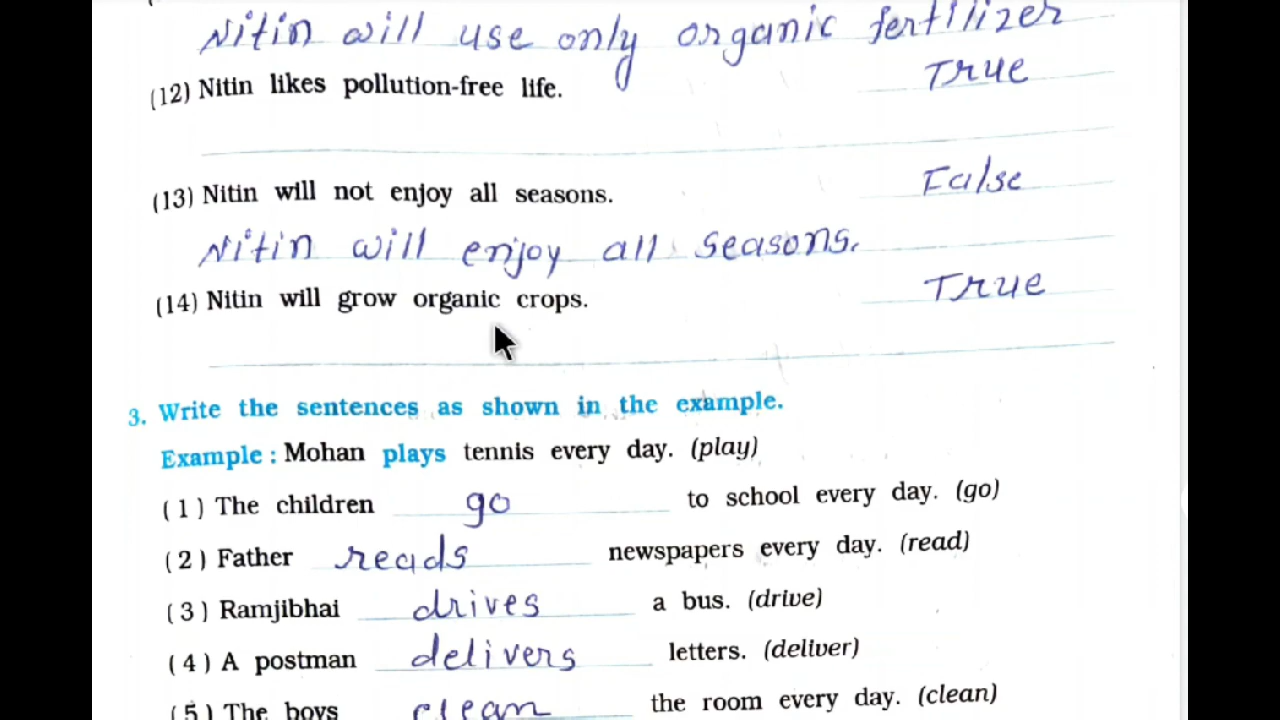 Nitin will use only organic fertilizer
(12) Nitin likes pollution-free life. True
(13) Nitin will not enjoy all seasons. False
Nitin will enjoy all seasons.
(14) Nitin will grow organic crops. True
3. Write the sentences as shown in the example.
Example : Mohan plays tennis every day. (play)
(1) The children go to school every day. (go)
(2) Father reads newspapers every day. (read)
(3) Ramjibhai drives a bus. (drive)
(4) A postman delivers letters. (deliver)
(5) The boys clean the room every day. (clean)